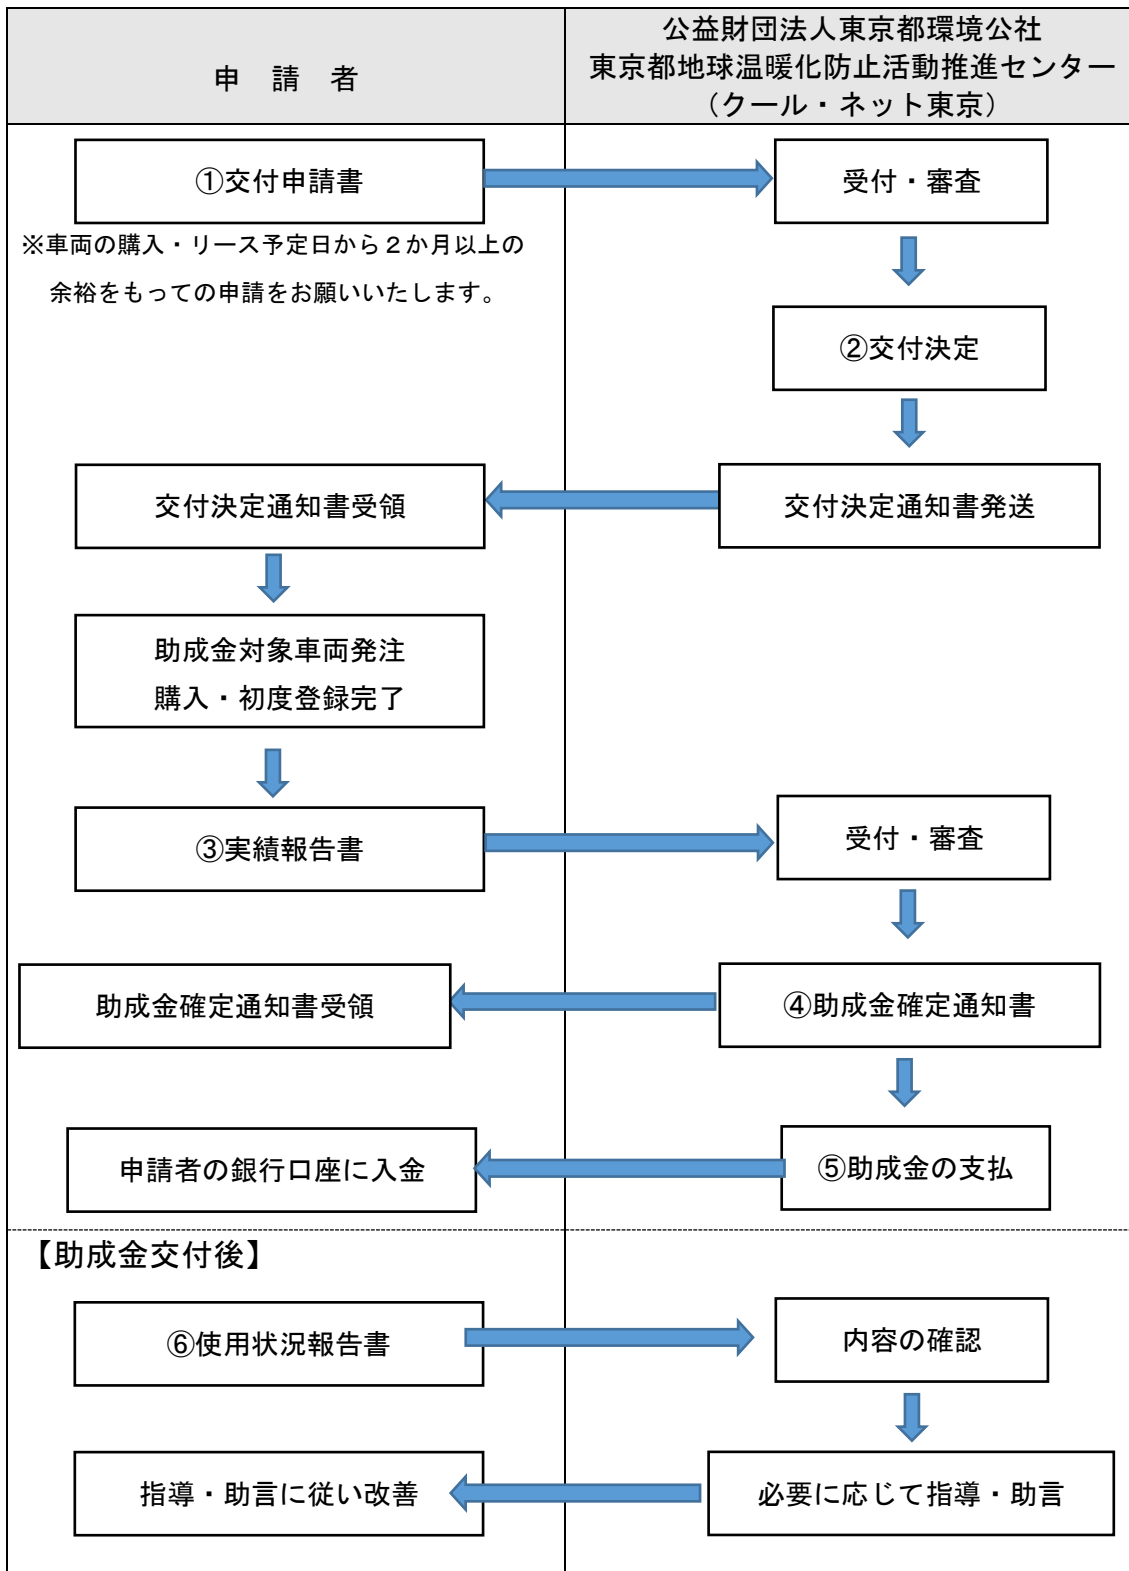 申　請　者
公益財団法人東京都環境公社
東京都地球温暖化防止活動推進センター
（クール・ネット東京）
①交付申請書
受付・審査
※車両の購入・リース予定日から２か月以上の
余裕をもっての申請をお願いいたします。
②交付決定
交付決定通知書発送
交付決定通知書受領
助成金対象車両発注
購入・初度登録完了
③実績報告書
受付・審査
④助成金確定通知書
助成金確定通知書受領
⑤助成金の支払
申請者の銀行口座に入金
【助成金交付後】
⑥使用状況報告書
内容の確認
必要に応じて指導・助言
指導・助言に従い改善